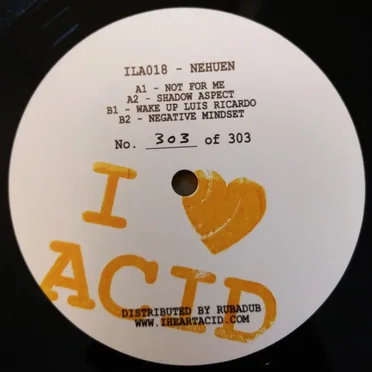 ILA018 - NEHUEN
A1 - NOT FOR ME
A2 - SHADOW ASPECT
B1 - WAKE UP LUIS RICARDO
B2 - NEGATIVE MINDSET
No. 303 of 303
I
ACID
DISTRIBUTED BY RUBADUB
WWW.IHEARTACID.COM